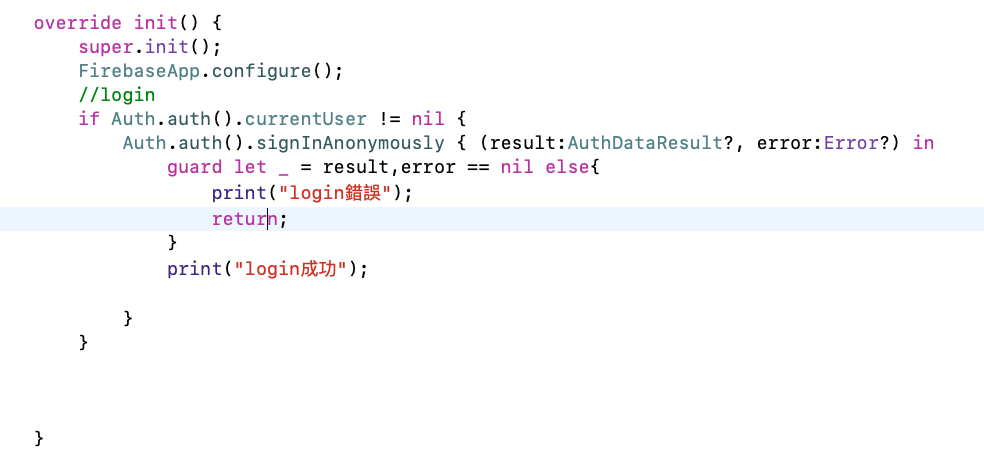 override init() {
super.init();
FirebaseApp.configure();
//login
if Auth.auth().currentUser != nil {
Auth.auth().signInAnonymously { (result:AuthDataResult?, error:Error?) in
guard let _ = result,error == nil else{
print("login錯誤");
return;
}
print("login成功");
}
}
}